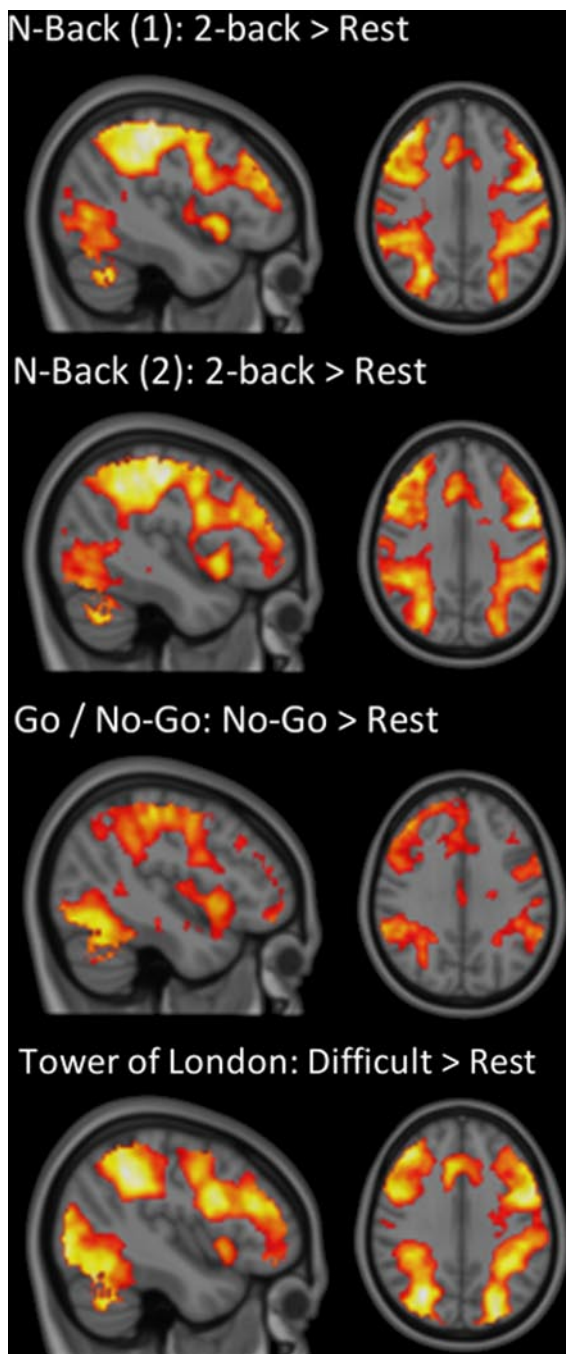 N-Back (1): 2-back > Rest
N-Back (2): 2-back > Rest
Go / No-Go: No-Go > Rest
Tower of London: Difficult > Rest